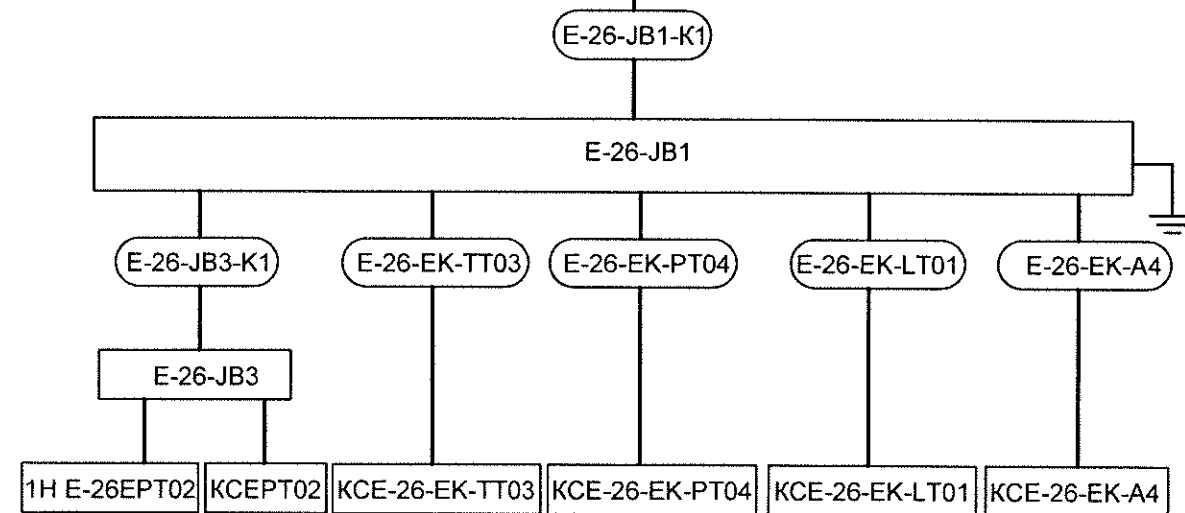 E-26-JB1-K1
E-26-JB1
E-26-JB3-K1
E-26-EK-TT03
E-26-EK-PT04
E-26-EK-LT01
E-26-EK-A4
E-26-JB3
1H E-26EPT02
KCEPT02
KCE-26-EK-TT03
KCE-26-EK-PT04
KCE-26-EK-LT01
KCE-26-EK-A4